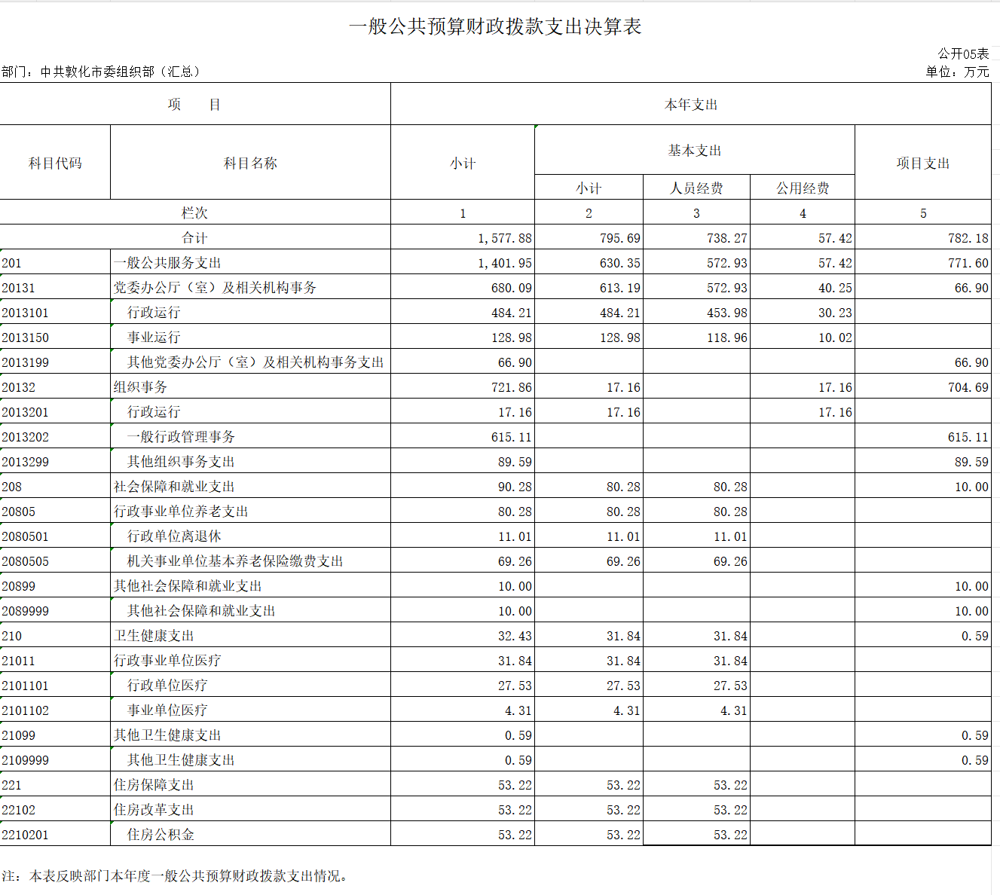 一般公共预算财政拨款支出决算表
公开05表
部门：中共敦化市委组织部（汇总） 单位：万元
项 目 本年支出
科目代码 科目名称 小计 基本支出 项目支出
小计 人员经费 公用经费
栏次 1 2 3 4 5
合计 1,577.88 795.69 738.27 57.42 782.18
201 一般公共服务支出 1,401.95 630.35 572.93 57.42 771.60
20131 党委办公厅（室）及相关机构事务 680.09 613.19 572.93 40.25 66.90
2013101 行政运行 484.21 484.21 453.98 30.23
2013150 事业运行 128.98 128.98 118.96 10.02
2013199 其他党委办公厅（室）及相关机构事务支出 66.90 66.90
20132 组织事务 721.86 17.16 17.16 704.69
2013201 行政运行 17.16 17.16 17.16
2013202 一般行政管理事务 615.11 615.11
2013299 其他组织事务支出 89.59 89.59
208 社会保障和就业支出 90.28 80.28 80.28 10.00
20805 行政事业单位养老支出 80.28 80.28 80.28
2080501 行政单位离退休 11.01 11.01 11.01
2080505 机关事业单位基本养老保险缴费支出 69.26 69.26 69.26
20899 其他社会保障和就业支出 10.00 10.00
2089999 其他社会保障和就业支出 10.00 10.00
210 卫生健康支出 32.43 31.84 31.84 0.59
21011 行政事业单位医疗 31.84 31.84 31.84
2101101 行政单位医疗 27.53 27.53 27.53
2101102 事业单位医疗 4.31 4.31 4.31
21099 其他卫生健康支出 0.59 0.59
2109999 其他卫生健康支出 0.59 0.59
221 住房保障支出 53.22 53.22 53.22
22102 住房改革支出 53.22 53.22 53.22
2210201 住房公积金 53.22 53.22 53.22
注：本表反映部门本年度一般公共预算财政拨款支出情况。